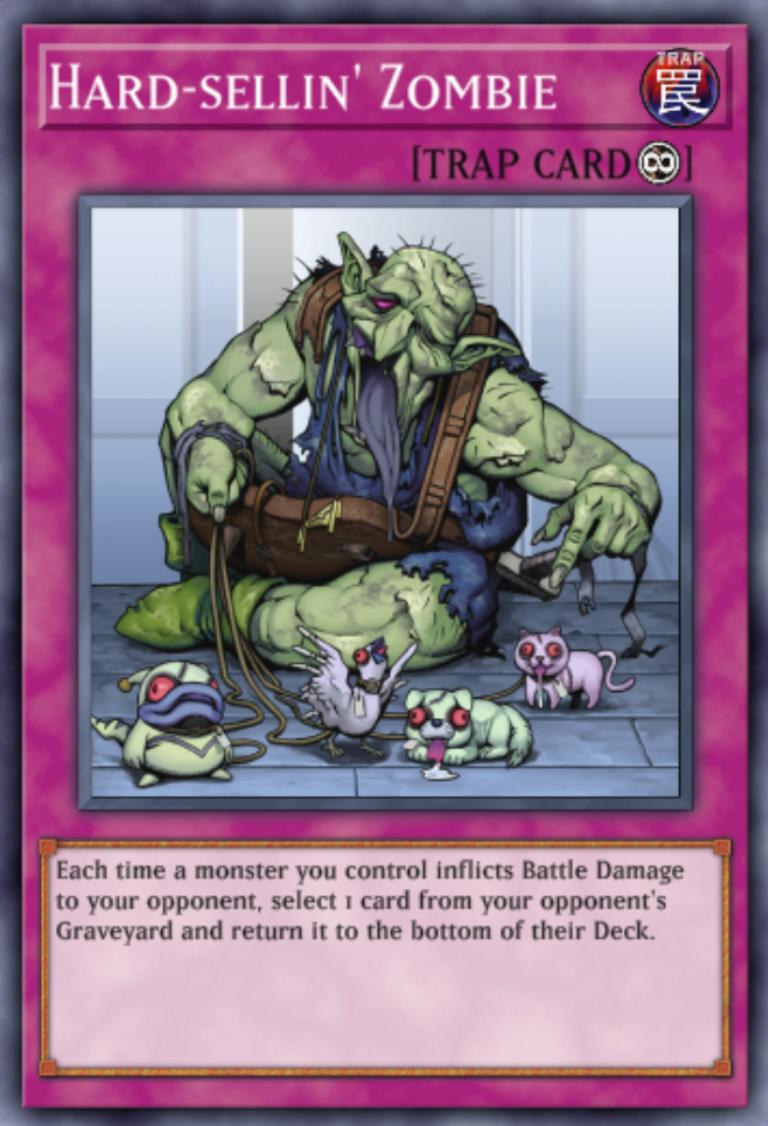 Hard-sellin' Zombie
TRAP
罠
[TRAP CARD∞]
Each time a monster you control inflicts Battle Damage
to your opponent, select 1 card from your opponent's
Graveyard and return it to the bottom of their Deck.